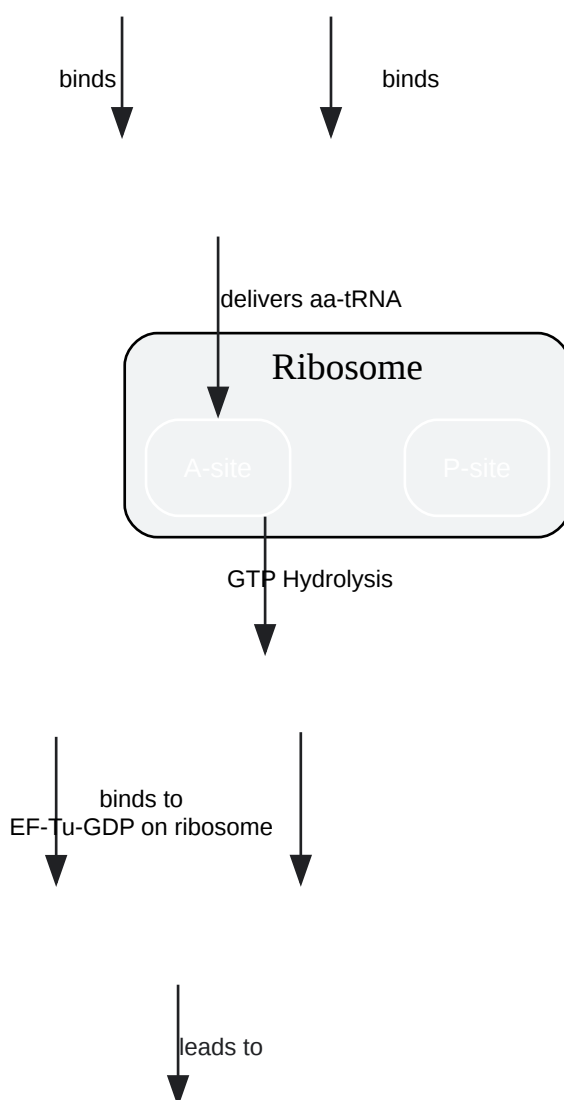 binds
binds
delivers aa-tRNA
Ribosome
A-site
P-site
GTP Hydrolysis
binds to
EF-Tu-GDP on ribosome
leads to